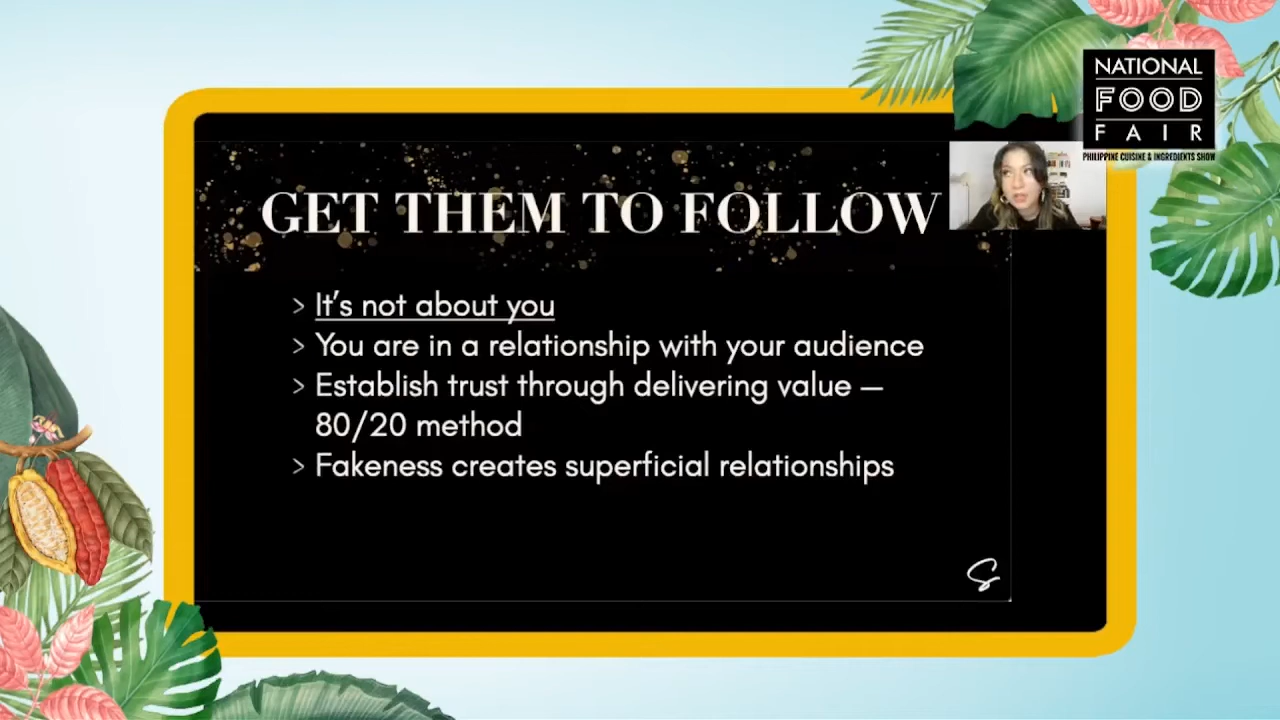 NATIONAL
FOOD
FAIR
PHILIPPINE CUISINE & INGREDIENTS SHOW
GET THEM TO FOLLOW
> It's not about you
> You are in a relationship with your audience
> Establish trust through delivering value —
80/20 method
> Fakeness creates superficial relationships
S